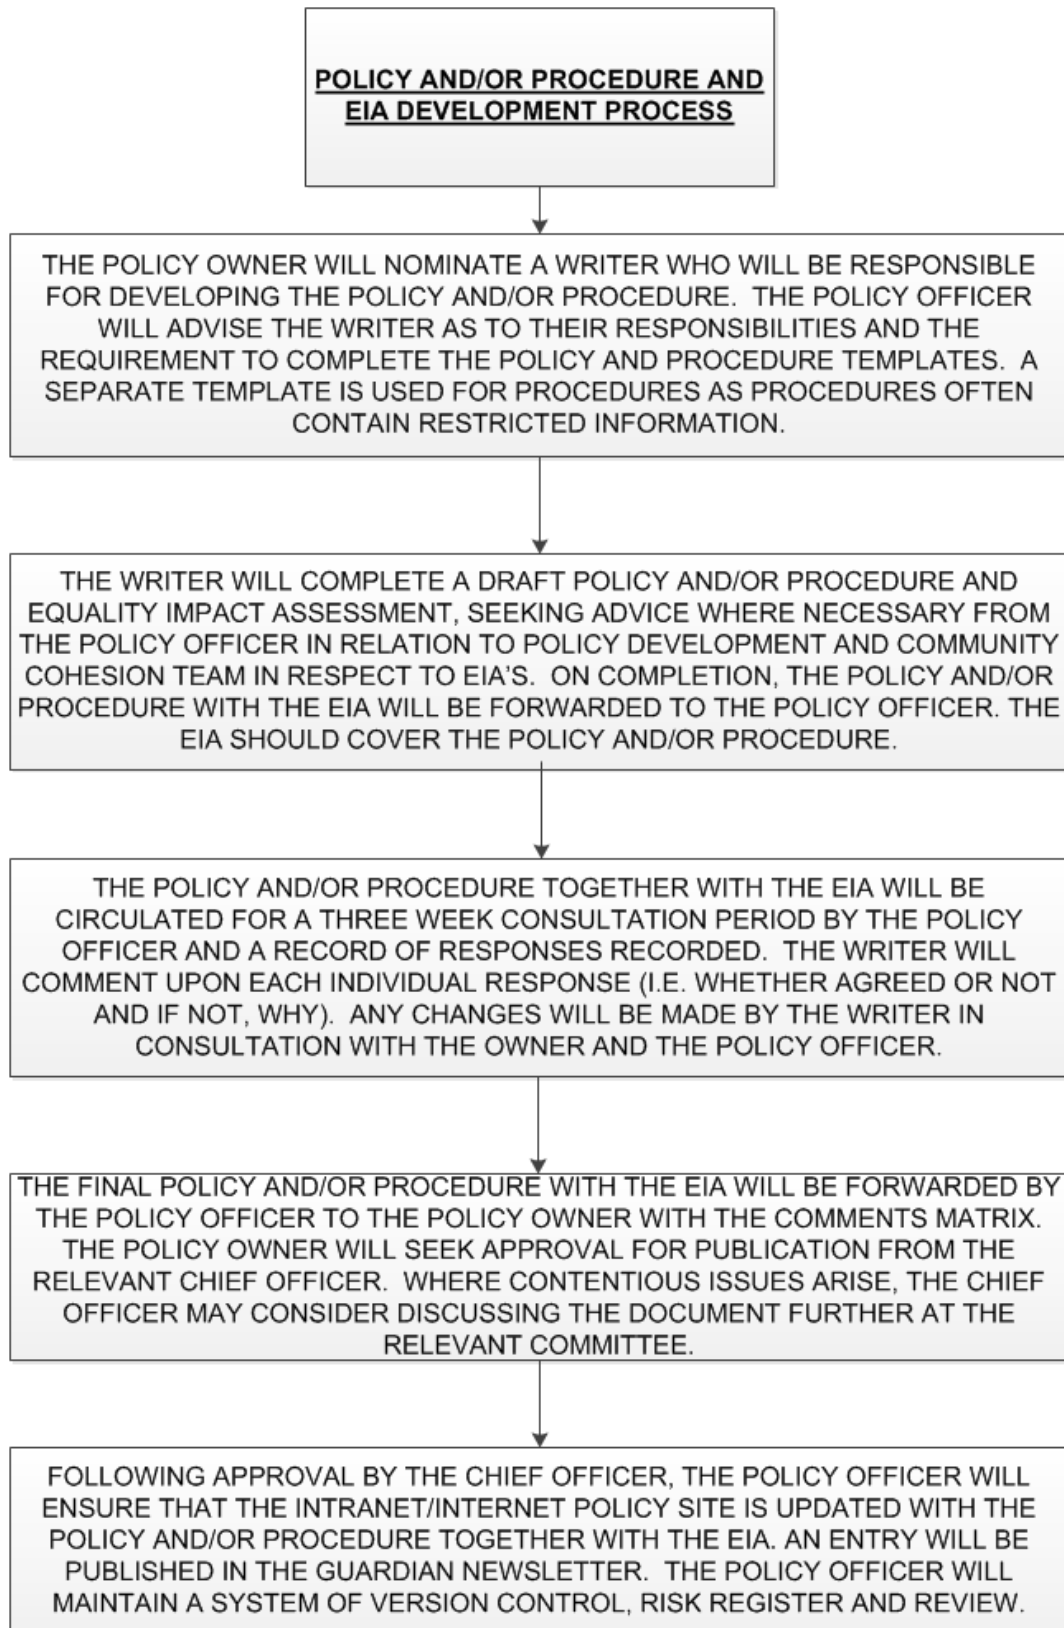 POLICY AND/OR PROCEDURE AND
EIA DEVELOPMENT PROCESS
THE POLICY OWNER WILL NOMINATE A WRITER WHO WILL BE RESPONSIBLE
FOR DEVELOPING THE POLICY AND/OR PROCEDURE.  THE POLICY OFFICER
WILL ADVISE THE WRITER AS TO THEIR RESPONSIBILITIES AND THE
REQUIREMENT TO COMPLETE THE POLICY AND PROCEDURE TEMPLATES.  A
SEPARATE TEMPLATE IS USED FOR PROCEDURES AS PROCEDURES OFTEN
CONTAIN RESTRICTED INFORMATION.
THE WRITER WILL COMPLETE A DRAFT POLICY AND/OR PROCEDURE AND
EQUALITY IMPACT ASSESSMENT, SEEKING ADVICE WHERE NECESSARY FROM
THE POLICY OFFICER IN RELATION TO POLICY DEVELOPMENT AND COMMUNITY
COHESION TEAM IN RESPECT TO EIA'S.  ON COMPLETION, THE POLICY AND/OR
PROCEDURE WITH THE EIA WILL BE FORWARDED TO THE POLICY OFFICER. THE
EIA SHOULD COVER THE POLICY AND/OR PROCEDURE.
THE POLICY AND/OR PROCEDURE TOGETHER WITH THE EIA WILL BE
CIRCULATED FOR A THREE WEEK CONSULTATION PERIOD BY THE POLICY
OFFICER AND A RECORD OF RESPONSES RECORDED.  THE WRITER WILL
COMMENT UPON EACH INDIVIDUAL RESPONSE (I.E. WHETHER AGREED OR NOT
AND IF NOT, WHY).  ANY CHANGES WILL BE MADE BY THE WRITER IN
CONSULTATION WITH THE OWNER AND THE POLICY OFFICER.
THE FINAL POLICY AND/OR PROCEDURE WITH THE EIA WILL BE FORWARDED BY
THE POLICY OFFICER TO THE POLICY OWNER WITH THE COMMENTS MATRIX.
THE POLICY OWNER WILL SEEK APPROVAL FOR PUBLICATION FROM THE
RELEVANT CHIEF OFFICER.  WHERE CONTENTIOUS ISSUES ARISE, THE CHIEF
OFFICER MAY CONSIDER DISCUSSING THE DOCUMENT FURTHER AT THE
RELEVANT COMMITTEE.
FOLLOWING APPROVAL BY THE CHIEF OFFICER, THE POLICY OFFICER WILL
ENSURE THAT THE INTRANET/INTERNET POLICY SITE IS UPDATED WITH THE
POLICY AND/OR PROCEDURE TOGETHER WITH THE EIA. AN ENTRY WILL BE
PUBLISHED IN THE GUARDIAN NEWSLETTER.  THE POLICY OFFICER WILL
MAINTAIN A SYSTEM OF VERSION CONTROL, RISK REGISTER AND REVIEW.